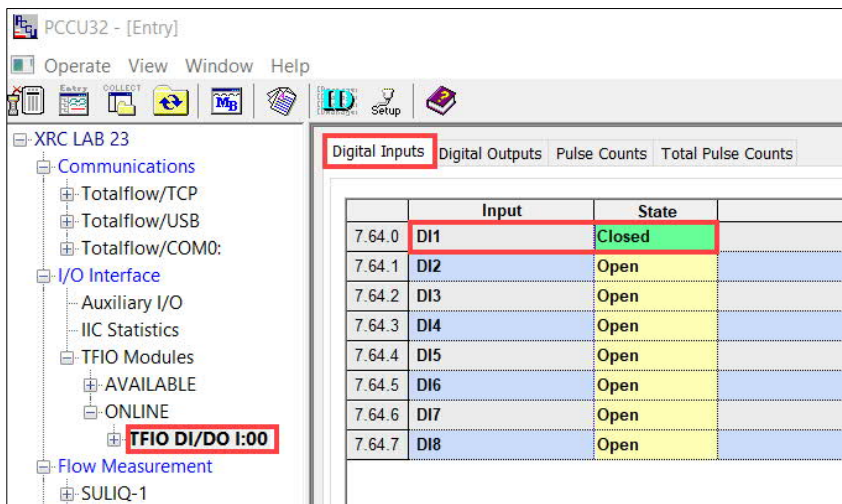 PCCU32 - [Entry]
Operate View Window Help
Entry COLLECT MB ID Setup
XRC LAB 23
Communications
Totalflow/TCP
Totalflow/USB
Totalflow/COM0:
I/O Interface
Auxiliary I/O
IIC Statistics
TFIO Modules
AVAILABLE
ONLINE
TFIO DI/DO I:00
Flow Measurement
SULIQ-1
Digital Inputs Digital Outputs Pulse Counts Total Pulse Counts
Input State
7.64.0 DI1 Closed
7.64.1 DI2 Open
7.64.2 DI3 Open
7.64.3 DI4 Open
7.64.4 DI5 Open
7.64.5 DI6 Open
7.64.6 DI7 Open
7.64.7 DI8 Open